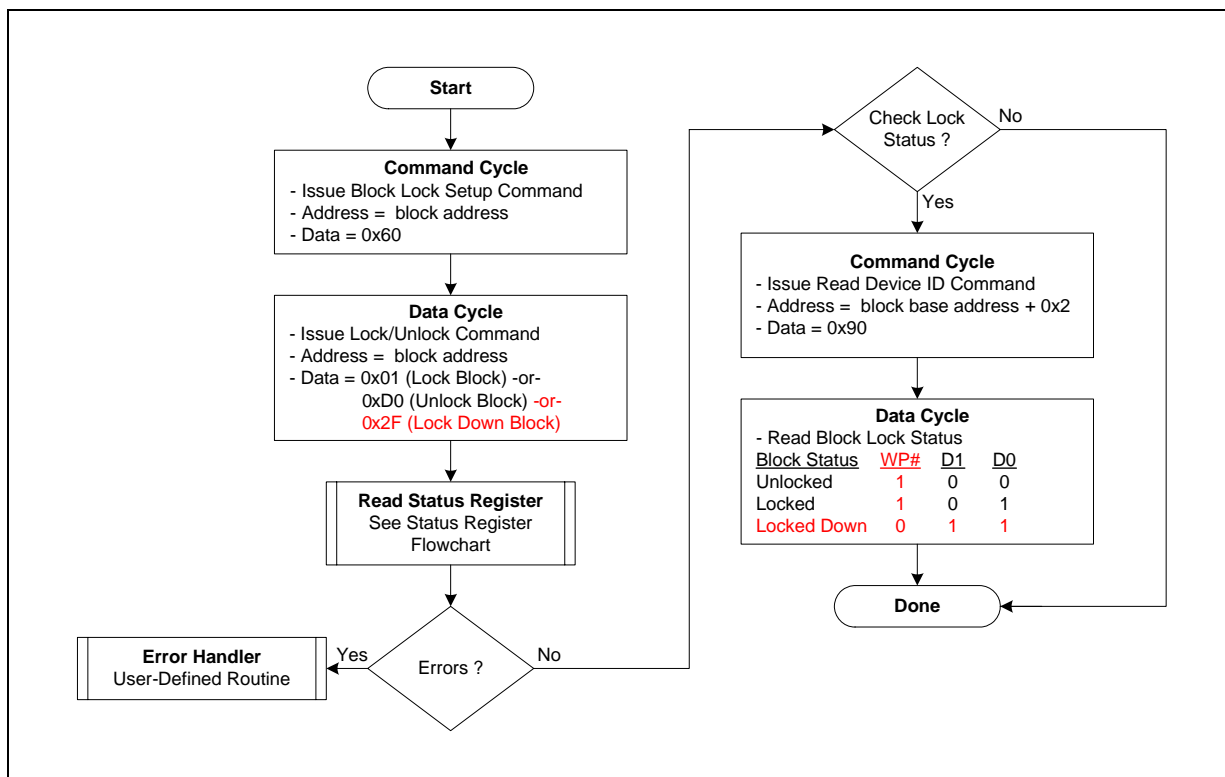 Start
Command Cycle
- Issue Block Lock Setup Command
- Address = block address
- Data = 0x60
Data Cycle
- Issue Lock/Unlock Command
- Address = block address
- Data = 0x01 (Lock Block) -or-
0xD0 (Unlock Block) -or-
0x2F (Lock Down Block)
Read Status Register
See Status Register
Flowchart
Errors ?
Yes
No
Error Handler
User-Defined Routine
Check Lock
Status ?
No
Yes
Command Cycle
- Issue Read Device ID Command
- Address = block base address + 0x2
- Data = 0x90
Data Cycle
- Read Block Lock Status
Block Status WP# D1 D0
Unlocked 1 0 0
Locked 1 0 1
Locked Down 0 1 1
Done